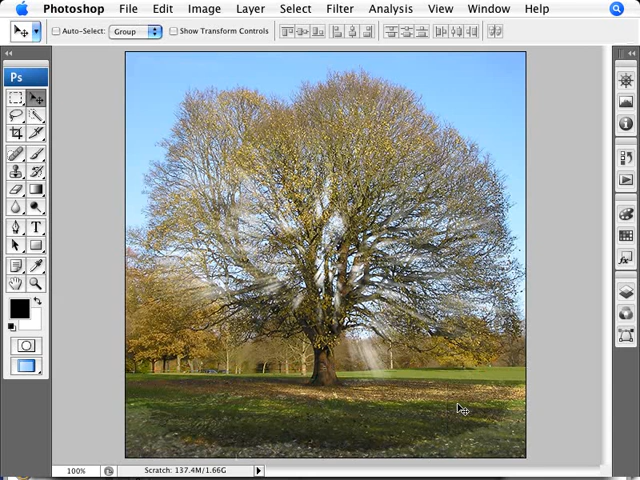 Photoshop File Edit Image Layer Select Filter Analysis View Window Help
Auto-Select: Group Show Transform Controls
Ps
T
100% Scratch: 137.4M/1.66G